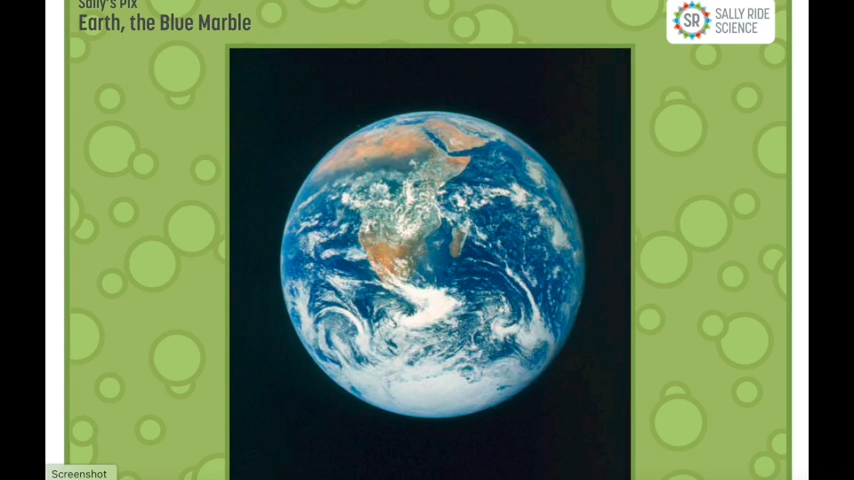 Sally's Pix
Earth, the Blue Marble
SR
SALLY RIDE
SCIENCE
Screenshot